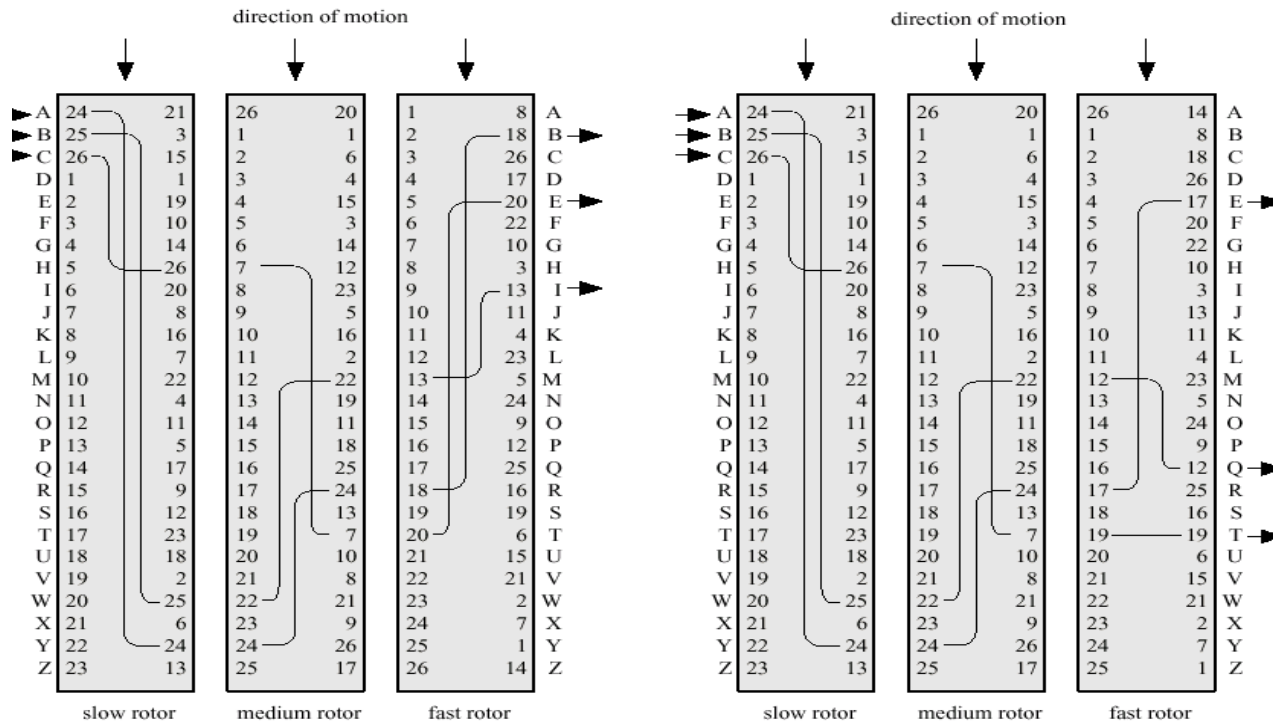 direction of motion direction of motion
A 24 21 26 20 1 8 A A 24 21 26 20 26 14 A
B 25 3 1 1 2 18 B B 25 3 1 1 1 8 B
C 26 15 2 6 3 26 C C 26 15 2 6 2 18 C
D 1 1 3 4 4 17 D D 1 1 3 4 3 26 D
E 2 19 4 15 5 20 E E 2 19 4 15 4 17 E
F 3 10 5 3 6 22 F F 3 10 5 3 5 20 F
G 4 14 6 14 7 10 G G 4 14 6 14 6 22 G
H 5 26 7 12 8 3 H H 5 26 7 12 7 10 H
I 6 20 8 23 9 13 I I 6 20 8 23 8 3 I
J 7 8 9 5 10 11 J J 7 8 9 5 9 13 J
K 8 16 10 16 11 4 K K 8 16 10 16 10 11 K
L 9 7 11 2 12 23 L L 9 7 11 2 11 4 L
M 10 22 12 22 13 5 M M 10 22 12 22 12 23 M
N 11 4 13 19 14 24 N N 11 4 13 19 13 5 N
O 12 11 14 11 15 9 O O 12 11 14 11 14 24 O
P 13 5 15 18 16 12 P P 13 5 15 18 15 9 P
Q 14 17 16 25 17 25 Q Q 14 17 16 25 16 12 Q
R 15 9 17 24 18 16 R R 15 9 17 24 17 25 R
S 16 12 18 13 19 19 S S 16 12 18 13 18 16 S
T 17 23 19 7 20 6 T T 17 23 19 7 19 19 T
U 18 18 20 10 21 15 U U 18 18 20 10 20 6 U
V 19 2 21 8 22 21 V V 19 2 21 8 21 15 V
W 20 25 22 21 23 2 W W 20 25 22 21 22 21 W
X 21 6 23 9 24 7 X X 21 6 23 9 23 2 X
Y 22 24 24 26 25 1 Y Y 22 24 24 26 24 7 Y
Z 23 13 25 17 26 14 Z Z 23 13 25 17 25 1 Z
slow rotor medium rotor fast rotor slow rotor medium rotor fast rotor